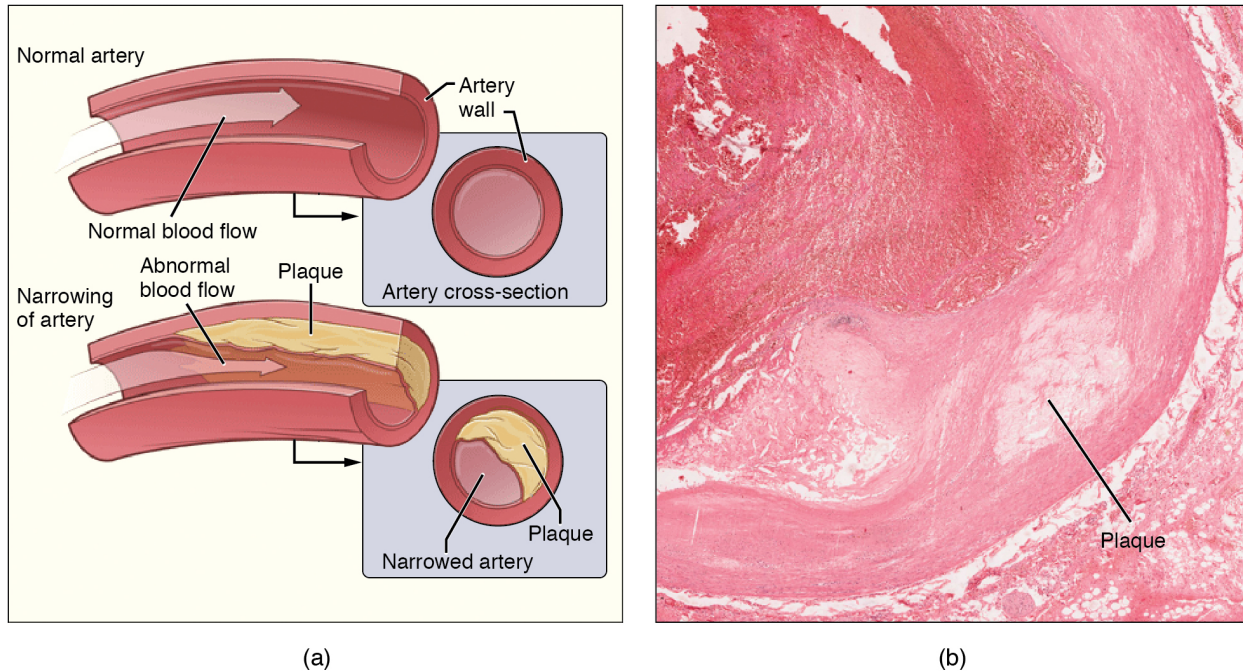 Normal artery
Artery
wall
Normal blood flow
Artery cross-section
Abnormal
blood flow
Plaque
Narrowing
of artery
Plaque
Narrowed artery
Plaque
(a)
(b)